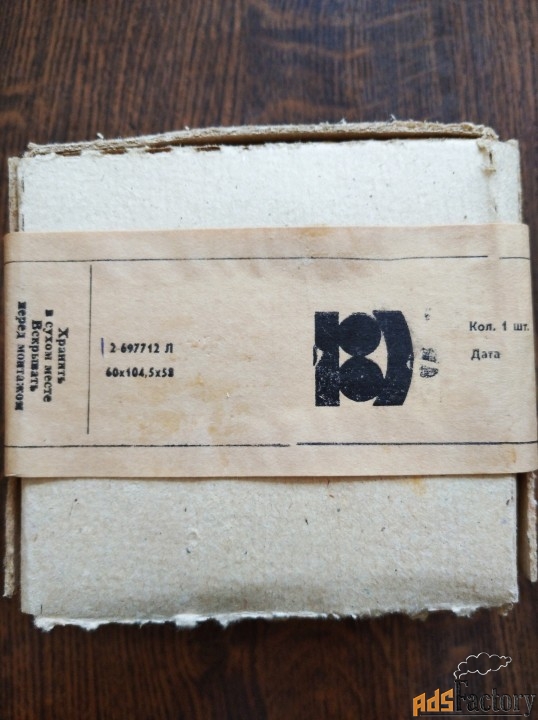 Хранить
в сухом месте
Вскрывать
перед монтажом
2-697712 Л
60х104,5х58
Кол. 1 шт.
Дата
AdsFactory